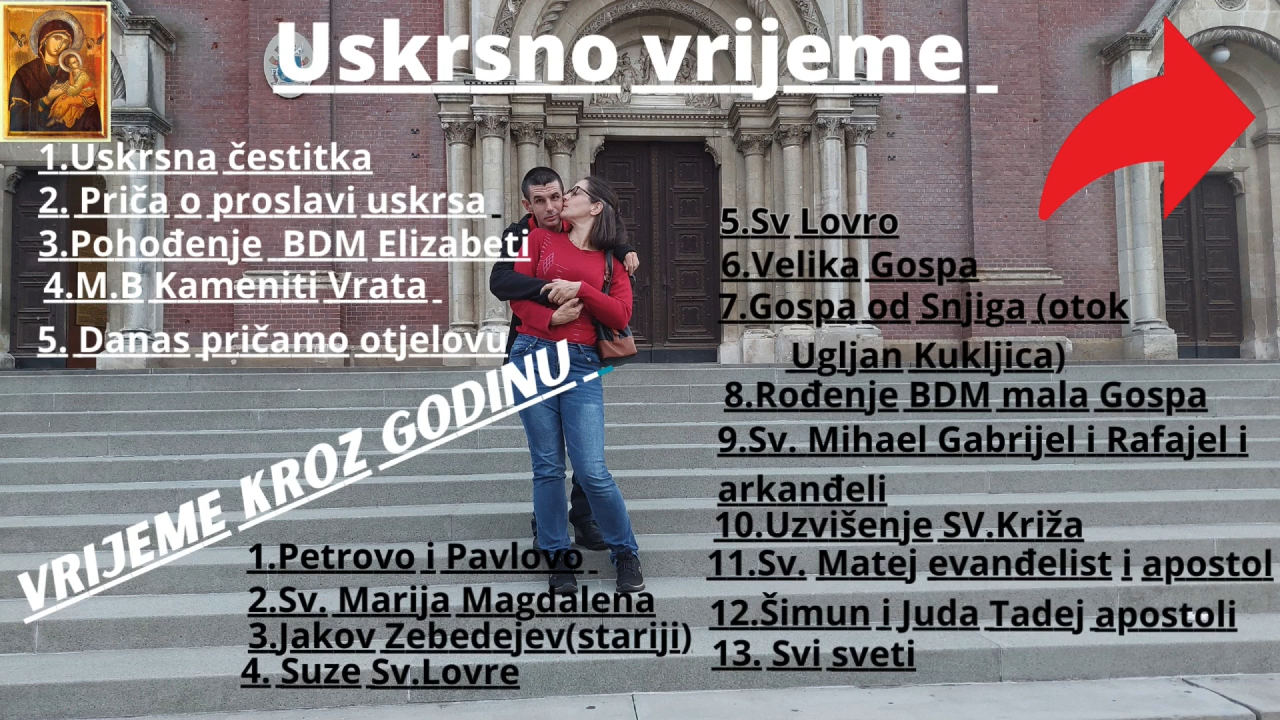 Uskrsno vrijeme
1.Uskrsna čestitka
2. Priča o proslavi uskrsa
3.Pohođenje BDM Elizabeti
4.M.B Kameniti Vrata
5. Danas pričamo otjelovu
VRIJEME KROZ GODINU
1.Petrovo i Pavlovo
2.Sv. Marija Magdalena
3.Jakov Zebedejev(stariji)
4. Suze Sv.Lovre
5.Sv Lovro
6.Velika Gospa
7.Gospa od Snjiga (otok
Ugljan Kukljica)
8.Rođenje BDM mala Gospa
9.Sv. Mihael Gabrijel i Rafajel i
arkanđeli
10.Uzvišenje SV.Križa
11.Sv. Matej evanđelist i apostol
12.Šimun i Juda Tadej apostoli
13. Svi sveti